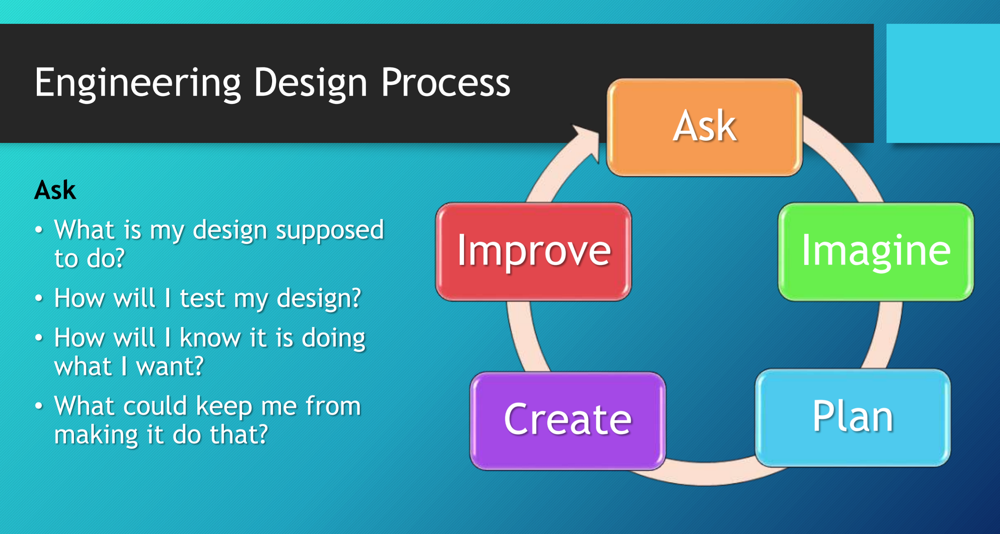 Engineering Design Process
Ask
• What is my design supposed
to do?
• How will I test my design?
• How will I know it is doing
what I want?
• What could keep me from
making it do that?
Ask
Imagine
Plan
Create
Improve